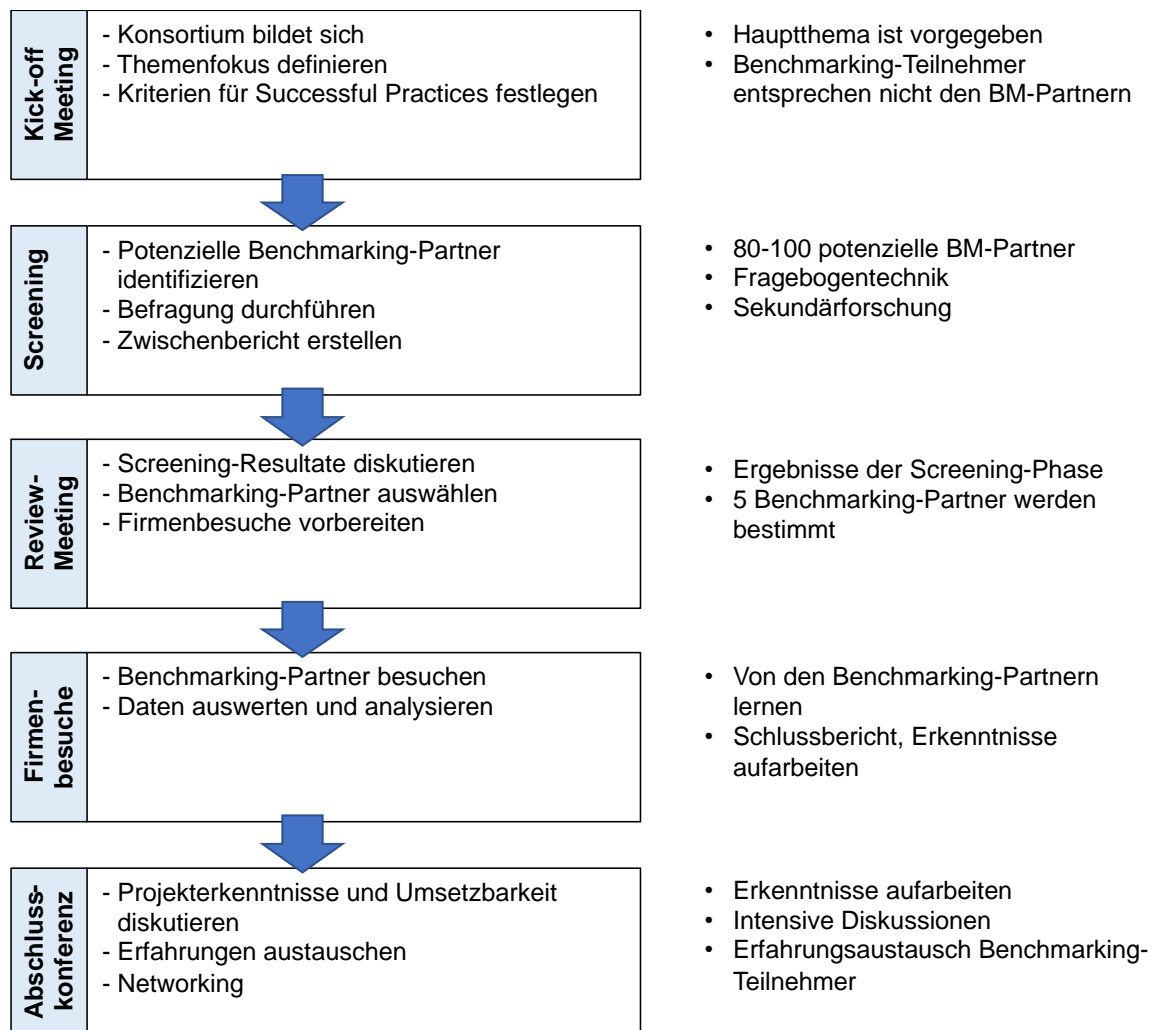 Kick-off
Meeting
- Konsortium bildet sich
- Themenfokus definieren
- Kriterien für Successful Practices festlegen
• Hauptthema ist vorgegeben
• Benchmarking-Teilnehmer
entsprechen nicht den BM-Partnern
Screening
- Potenzielle Benchmarking-Partner
identifizieren
- Befragung durchführen
- Zwischenbericht erstellen
• 80-100 potenzielle BM-Partner
• Fragebogentechnik
• Sekundärforschung
Review-
Meeting
- Screening-Resultate diskutieren
- Benchmarking-Partner auswählen
- Firmenbesuche vorbereiten
• Ergebnisse der Screening-Phase
• 5 Benchmarking-Partner werden
bestimmt
Firmen-
besuche
- Benchmarking-Partner besuchen
- Daten auswerten und analysieren
• Von den Benchmarking-Partnern
lernen
• Schlussbericht, Erkenntnisse
aufarbeiten
Abschluss-
konferenz
- Projekterkenntnisse und Umsetzbarkeit
diskutieren
- Erfahrungen austauschen
- Networking
• Erkenntnisse aufarbeiten
• Intensive Diskussionen
• Erfahrungsaustausch Benchmarking-
Teilnehmer